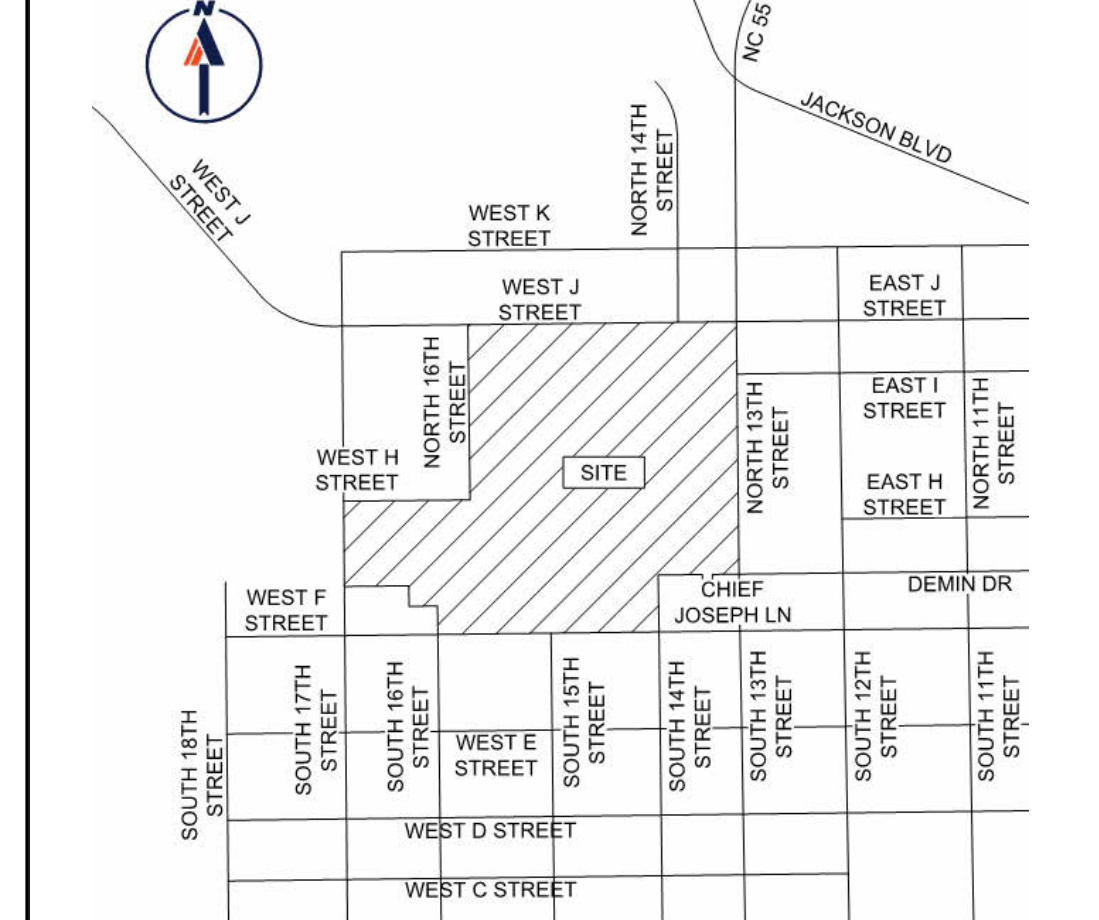 N
NC 55
JACKSON BLVD
NORTH 14TH
STREET
WEST J
STREET
WEST K
STREET
WEST J
STREET
EAST J
STREET
NORTH 16TH
STREET
EAST I
STREET
NORTH 13TH
STREET
NORTH 11TH
STREET
WEST H
STREET
SITE
EAST H
STREET
CHIEF
JOSEPH LN
DEMIN DR
WEST F
STREET
SOUTH 18TH
STREET
SOUTH 17TH
STREET
SOUTH 16TH
STREET
WEST E
STREET
SOUTH 15TH
STREET
SOUTH 14TH
STREET
SOUTH 13TH
STREET
SOUTH 12TH
STREET
SOUTH 11TH
STREET
WEST D STREET
WEST C STREET